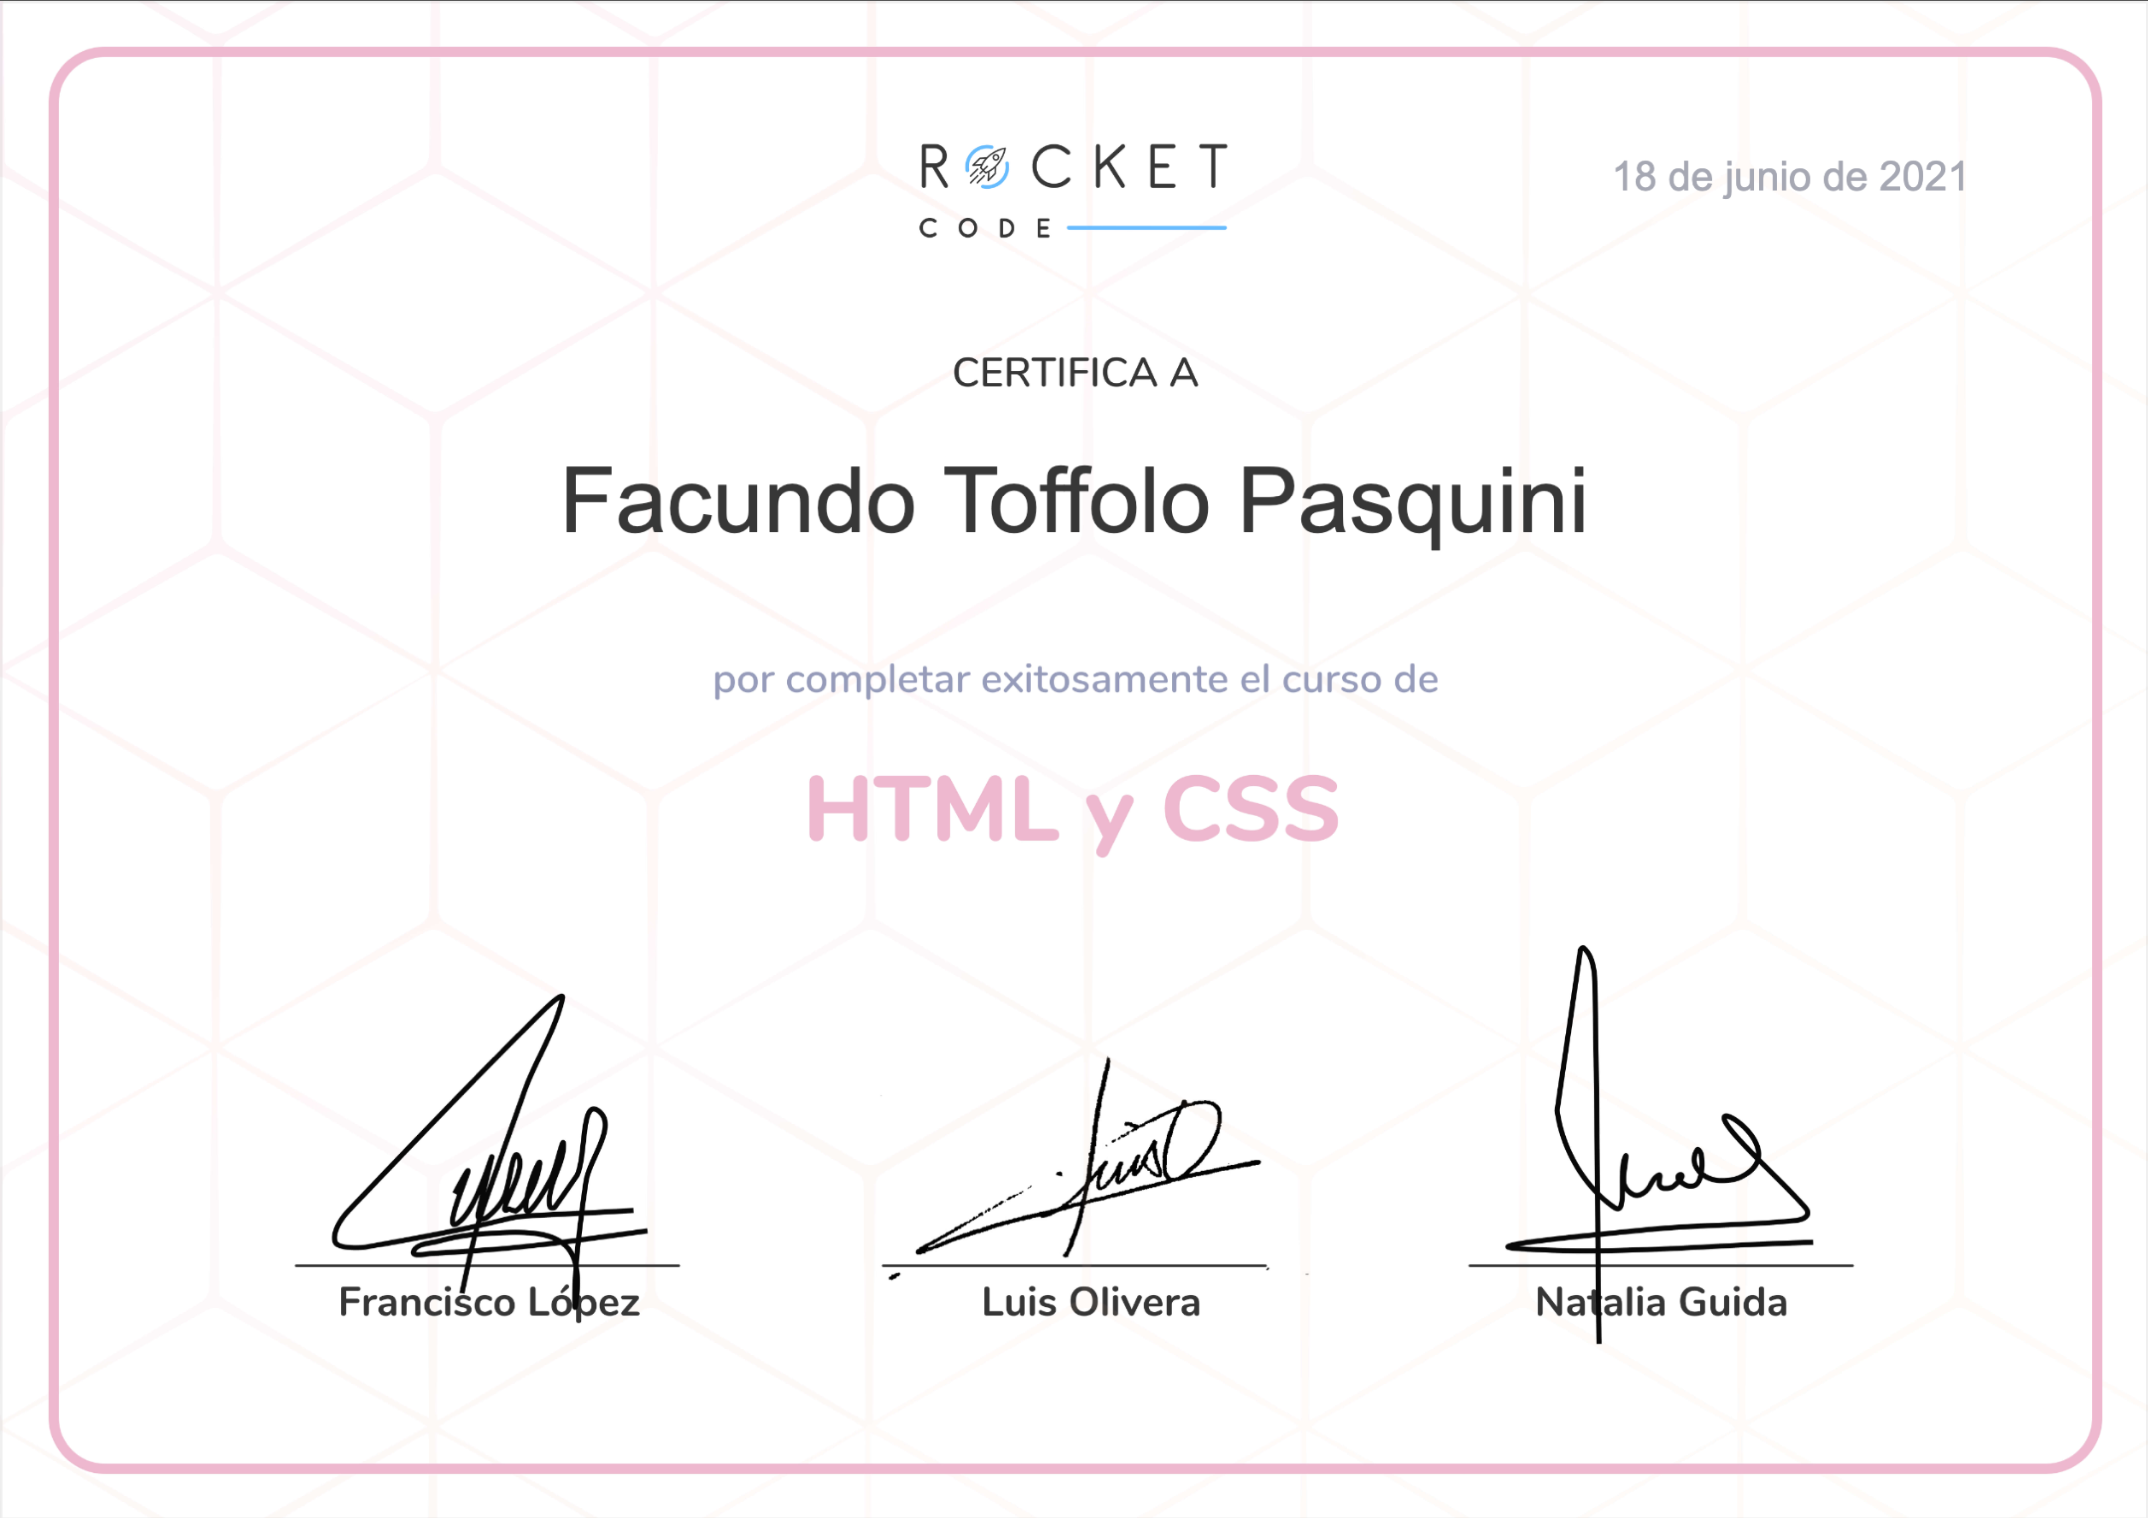 ROCKET
CODE
18 de junio de 2021
CERTIFICA A
Facundo Toffolo Pasquini
por completar exitosamente el curso de
HTML y CSS
Francisco López
Luis Olivera
Natalia Guida